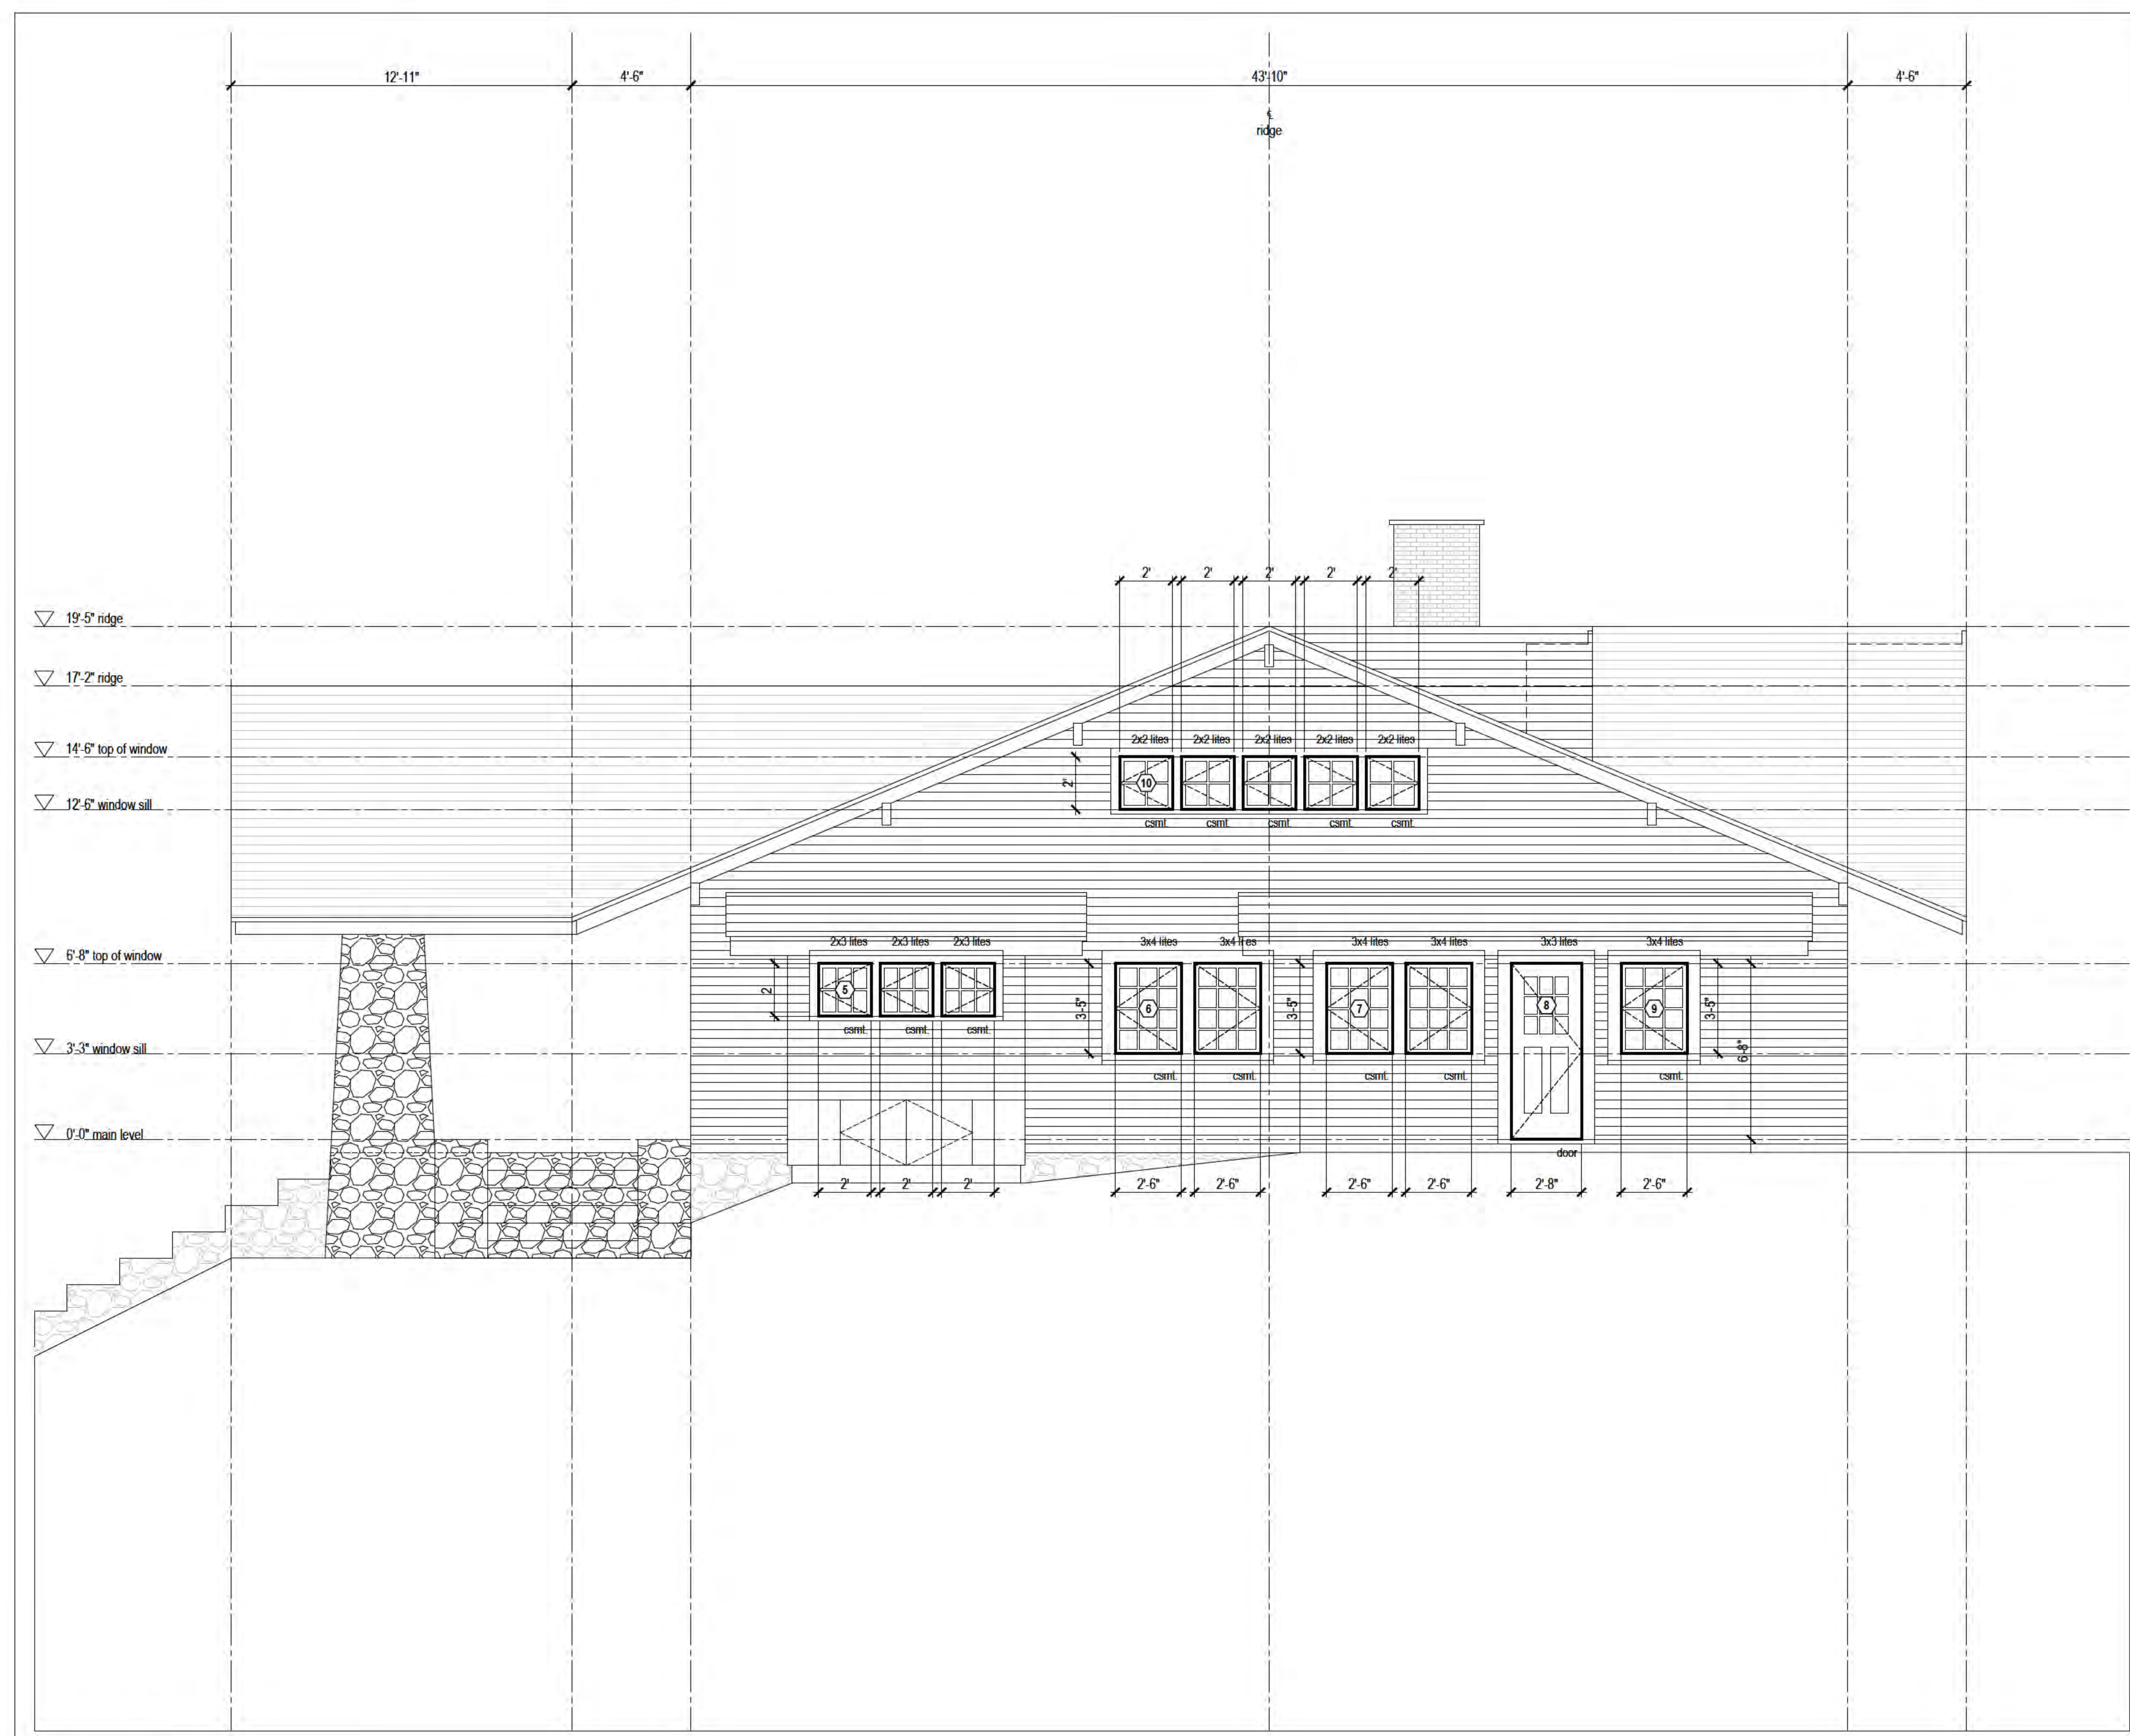 12'-11"
4'-6"
43'-10"
4'-6"
℄
ridge
2'
2'
2'
2'
2'
19'-5" ridge
17'-2" ridge
14'-6" top of window
2x2 lites
2x2 lites
2x2 lites
2x2 lites
2x2 lites
2'
10
12'-6" window sill
csmt.
csmt.
csmt.
csmt.
csmt.
6'-8" top of window
2x3 lites
2x3 lites
2x3 lites
3x4 lites
3x4 lites
3x4 lites
3x4 lites
3x3 lites
3x4 lites
2
5
3'-5"
6
3'-5"
7
8
9
3'-5"
csmt.
csmt.
csmt.
3'-3" window sill
6'-8"
csmt.
csmt.
csmt.
csmt.
csmt.
0'-0" main level
door
2'
2'
2'
2'-6"
2'-6"
2'-6"
2'-6"
2'-8"
2'-6"